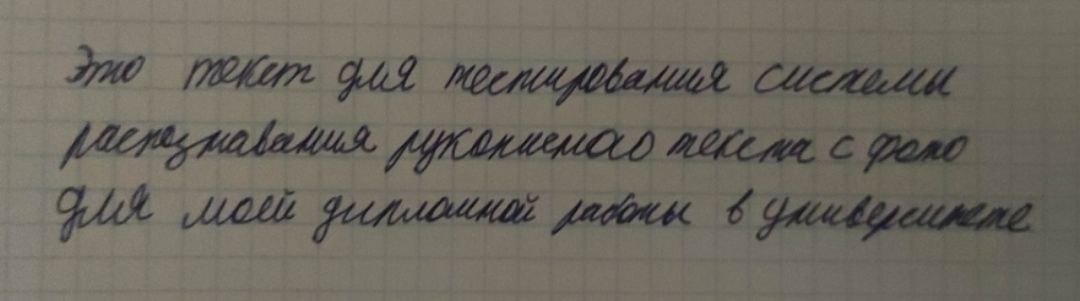 Это текст для тестирования системы
распознавания рукописного текста с фото
для моей дипломной работы в университете